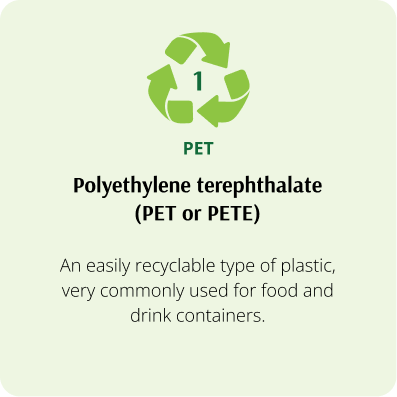 1
PET
Polyethylene terephthalate
(PET or PETE)
An easily recyclable type of plastic,
very commonly used for food and
drink containers.